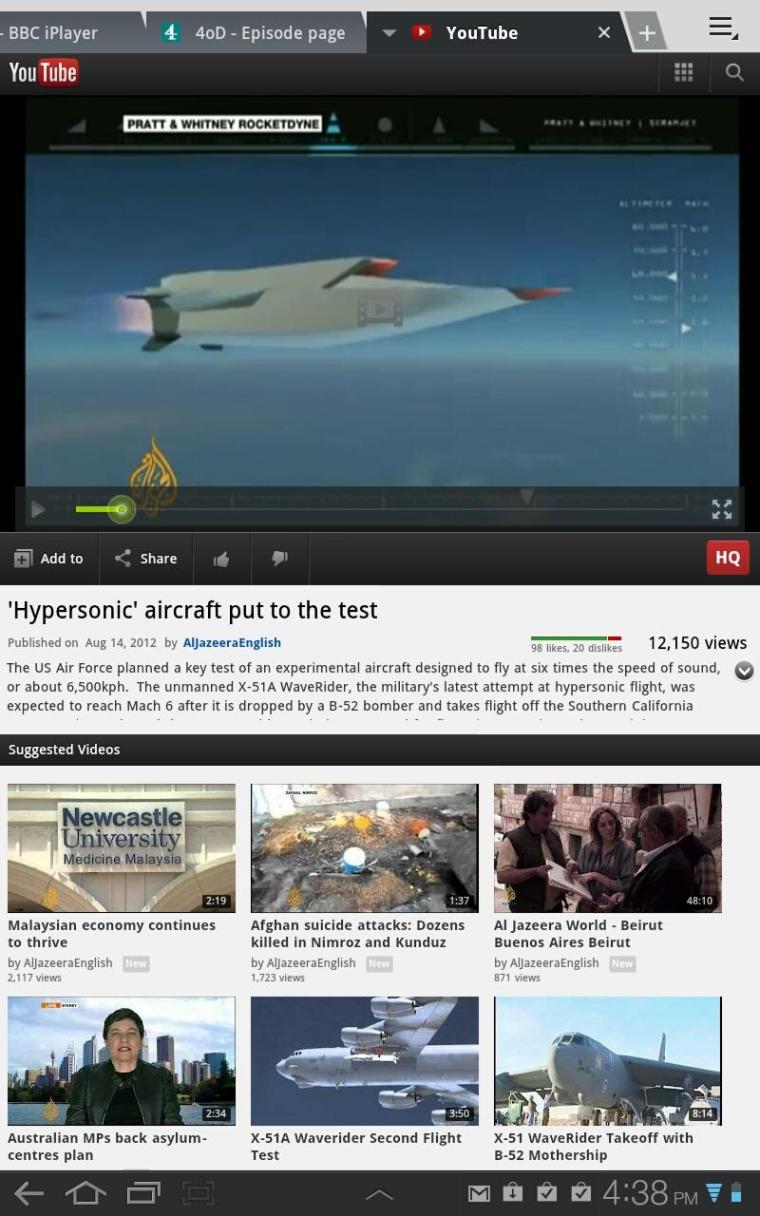 - BBC iPlayer
4 4oD - Episode page
YouTube
YouTube
PRATT & WHITNEY ROCKETDYNE
PRATT & WHITNEY | SCRAMJET
ALTIMETER MACH
Add to
Share
HQ
'Hypersonic' aircraft put to the test
Published on Aug 14, 2012 by AlJazeeraEnglish
98 likes, 20 dislikes
12,150 views
The US Air Force planned a key test of an experimental aircraft designed to fly at six times the speed of sound,
or about 6,500kph. The unmanned X-51A WaveRider, the military's latest attempt at hypersonic flight, was
expected to reach Mach 6 after it is dropped by a B-52 bomber and takes flight off the Southern California
Suggested Videos
Newcastle
University
Medicine Malaysia
2:19
Malaysian economy continues
to thrive
by AlJazeeraEnglish New
2,117 views
ZARANJ, NIMROZ
1:37
Afghan suicide attacks: Dozens
killed in Nimroz and Kunduz
by AlJazeeraEnglish New
1,723 views
48:10
Al Jazeera World - Beirut
Buenos Aires Beirut
by AlJazeeraEnglish New
871 views
LIVE SYDNEY
2:34
Australian MPs back asylum-
centres plan
3:50
X-51A Waverider Second Flight
Test
8:14
X-51 WaveRider Takeoff with
B-52 Mothership
4:38 PM